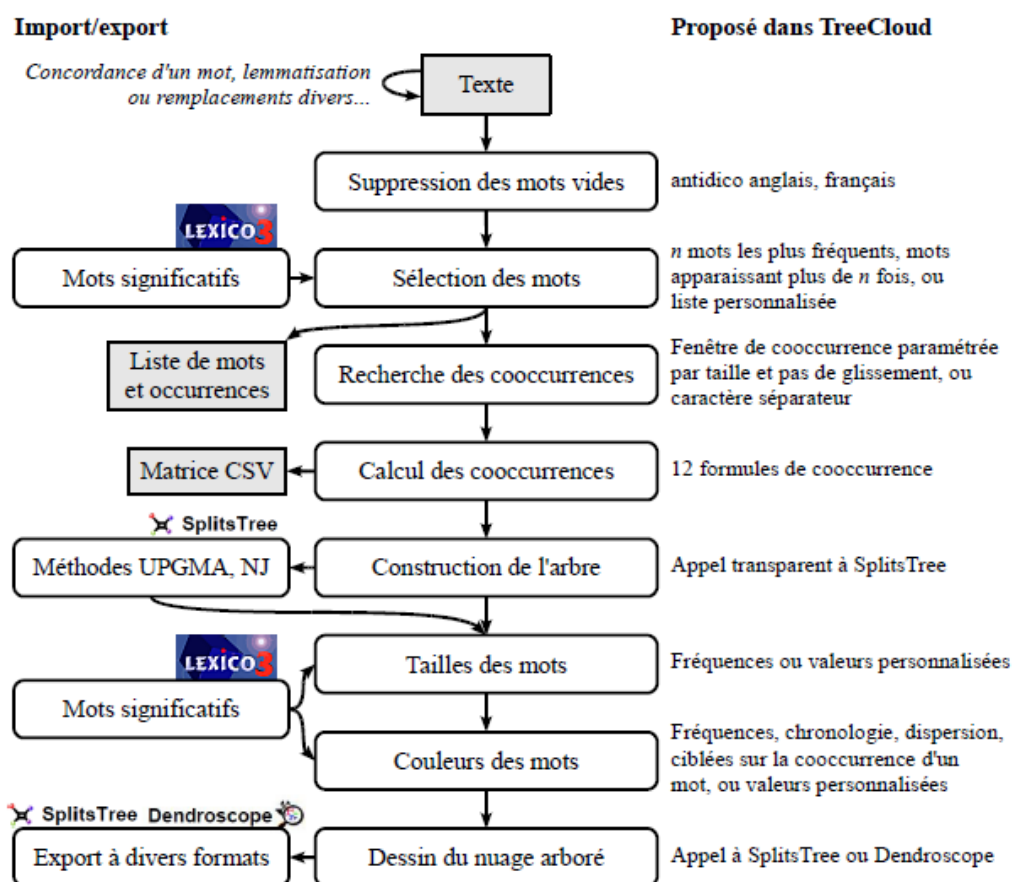 Import/export
Proposé dans TreeCloud
Concordance d'un mot, lemmatisation
ou remplacements divers...
Texte
Suppression des mots vides
antidico anglais, français
LEXICO3
Mots significatifs
Sélection des mots
n mots les plus fréquents, mots
apparaissant plus de n fois, ou
liste personnalisée
Liste de mots
et occurrences
Recherche des cooccurrences
Fenêtre de cooccurrence paramétrée
par taille et pas de glissement, ou
caractère séparateur
Matrice CSV
Calcul des cooccurrences
12 formules de cooccurrence
SplitsTree
Méthodes UPGMA, NJ
Construction de l'arbre
Appel transparent à SplitsTree
LEXICO3
Mots significatifs
Tailles des mots
Fréquences ou valeurs personnalisées
Couleurs des mots
Fréquences, chronologie, dispersion,
ciblées sur la cooccurrence d'un
mot, ou valeurs personnalisées
SplitsTree Dendroscope
Export à divers formats
Dessin du nuage arboré
Appel à SplitsTree ou Dendroscope